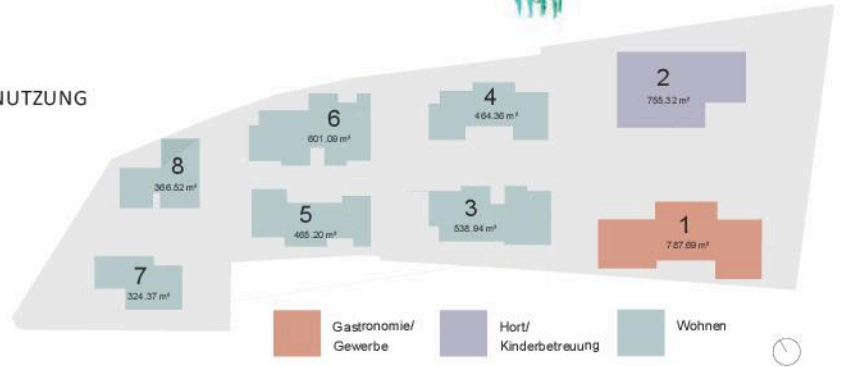 NUTZUNG
2
755.32 m²
4
464.36 m²
6
601.09 m²
8
366.52 m²
3
538.94 m²
5
465.20 m²
1
787.69 m²
7
324.37 m²
Gastronomie/
Gewerbe
Hort/
Kinderbetreuung
Wohnen